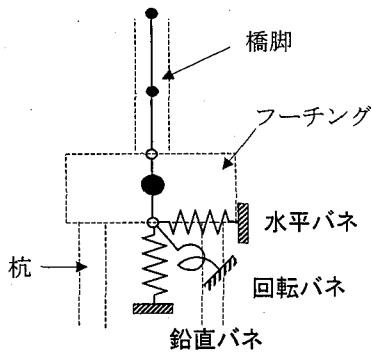 橋脚
フーチング
水平バネ
杭
回転バネ
鉛直バネ